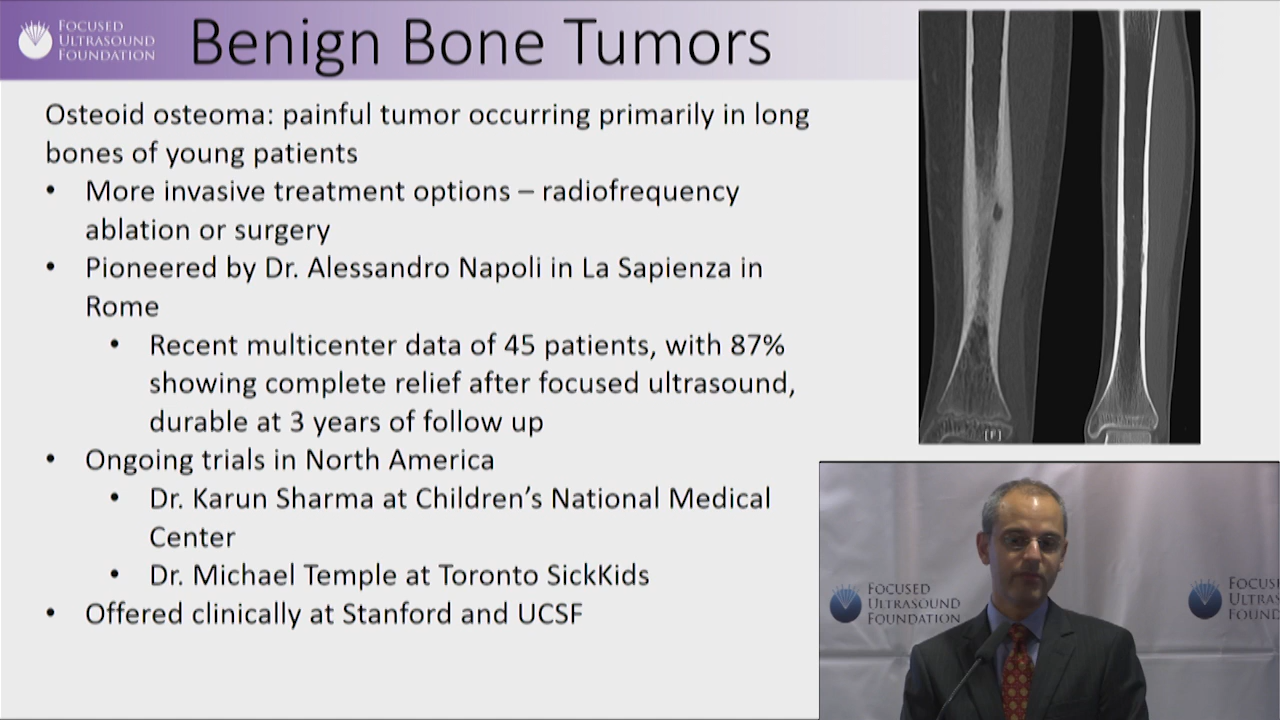 FOCUSED
ULTRASOUND
FOUNDATION
Benign Bone Tumors
Osteoid osteoma: painful tumor occurring primarily in long
bones of young patients
• More invasive treatment options – radiofrequency
ablation or surgery
• Pioneered by Dr. Alessandro Napoli in La Sapienza in
Rome
• Recent multicenter data of 45 patients, with 87%
showing complete relief after focused ultrasound,
durable at 3 years of follow up
• Ongoing trials in North America
• Dr. Karun Sharma at Children’s National Medical
Center
• Dr. Michael Temple at Toronto SickKids
• Offered clinically at Stanford and UCSF
[F]
FOCUSED
ULTRASOUND
FOUNDATION
FOCUS
ULTRAS
FOUND